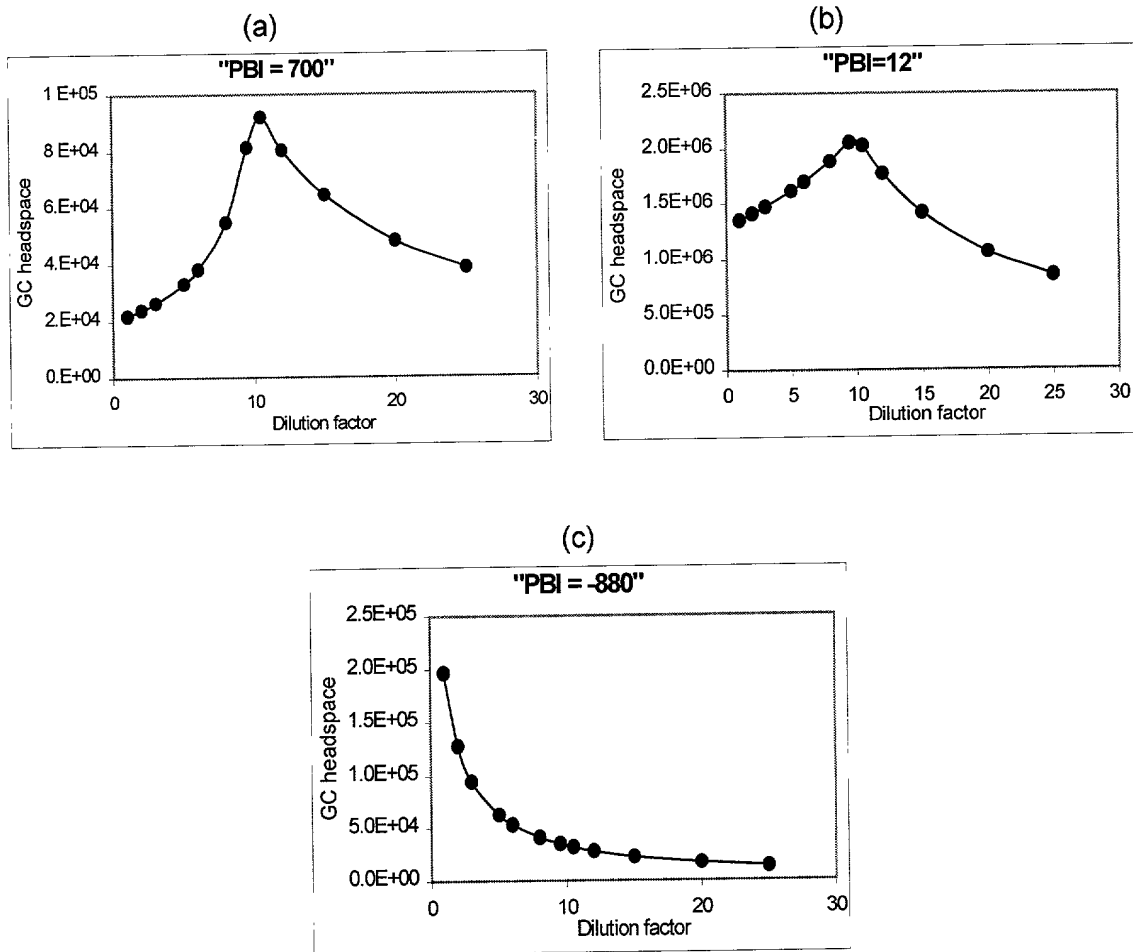 (a)
"PBI = 700"
1 E+05
8 E+04
6 E+04
4 E+04
2.E+04
0.E+00
0
10
20
30
GC headspace
Dilution factor
(b)
"PBI=12"
2.5E+06
2.0E+06
1.5E+06
1.0E+06
5.0E+05
0.0E+00
0
5
10
15
20
25
30
GC headspace
Dilution factor
(c)
"PBI = -880"
2.5E+05
2.0E+05
1.5E+05
1.0E+05
5.0E+04
0.0E+00
0
10
20
30
GC headspace
Dilution factor